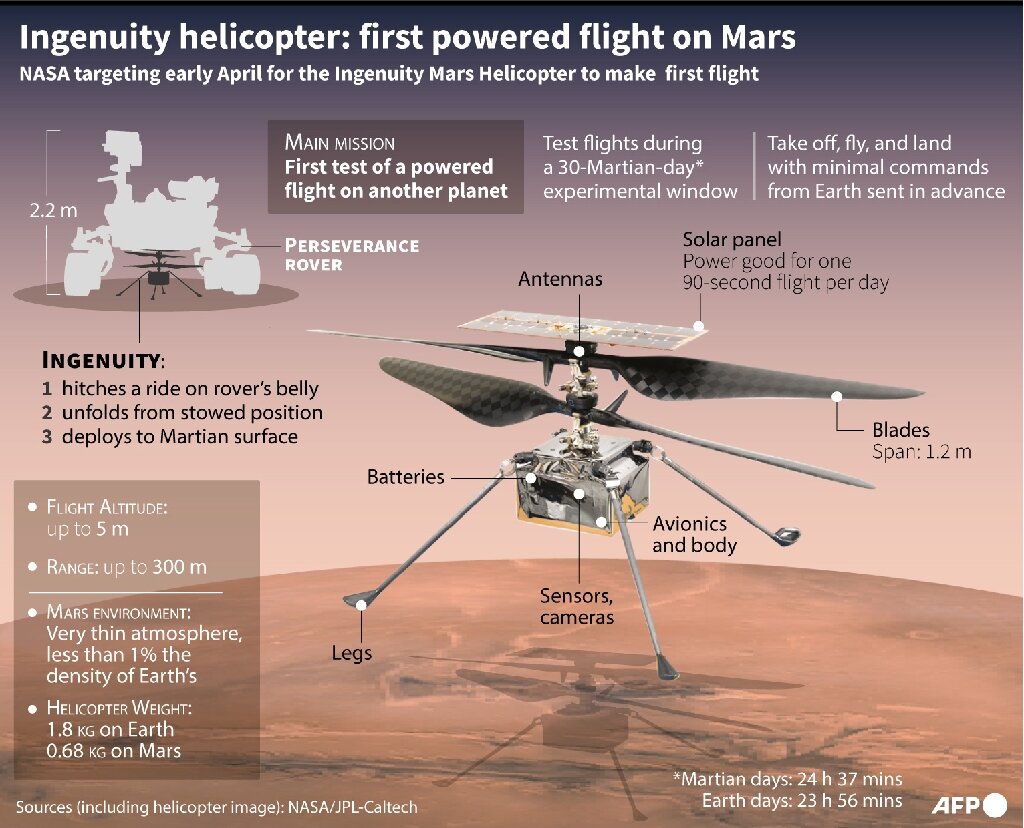 Ingenuity helicopter: first powered flight on Mars
NASA targeting early April for the Ingenuity Mars Helicopter to make first flight
2.2 m
MAIN MISSION
First test of a powered
flight on another planet
Test flights during
a 30-Martian-day*
experimental window
Take off, fly, and land
with minimal commands
from Earth sent in advance
PERSEVERANCE
ROVER
Solar panel
Power good for one
90-second flight per day
Antennas
INGENUITY:
1 hitches a ride on rover's belly
2 unfolds from stowed position
3 deploys to Martian surface
Blades
Span: 1.2 m
Batteries
Avionics
and body
Sensors,
cameras
Legs
• FLIGHT ALTITUDE:
up to 5 m
• RANGE: up to 300 m
• MARS ENVIRONMENT:
Very thin atmosphere,
less than 1% the
density of Earth's
• HELICOPTER WEIGHT:
1.8 KG on Earth
0.68 KG on Mars
*Martian days: 24 h 37 mins
Earth days: 23 h 56 mins
Sources (including helicopter image): NASA/JPL-Caltech
AFP